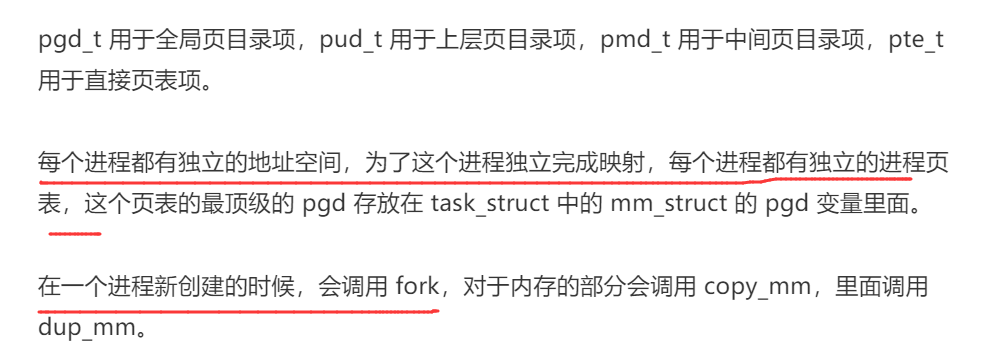 pgd_t 用于全局页目录项，pud_t 用于上层页目录项，pmd_t 用于中间页目录项，pte_t
用于直接页表项。
每个进程都有独立的地址空间，为了这个进程独立完成映射，每个进程都有独立的进程页
表，这个页表的最顶级的 pgd 存放在 task_struct 中的 mm_struct 的 pgd 变量里面。
在一个进程新创建的时候，会调用 fork，对于内存的部分会调用 copy_mm，里面调用
dup_mm。